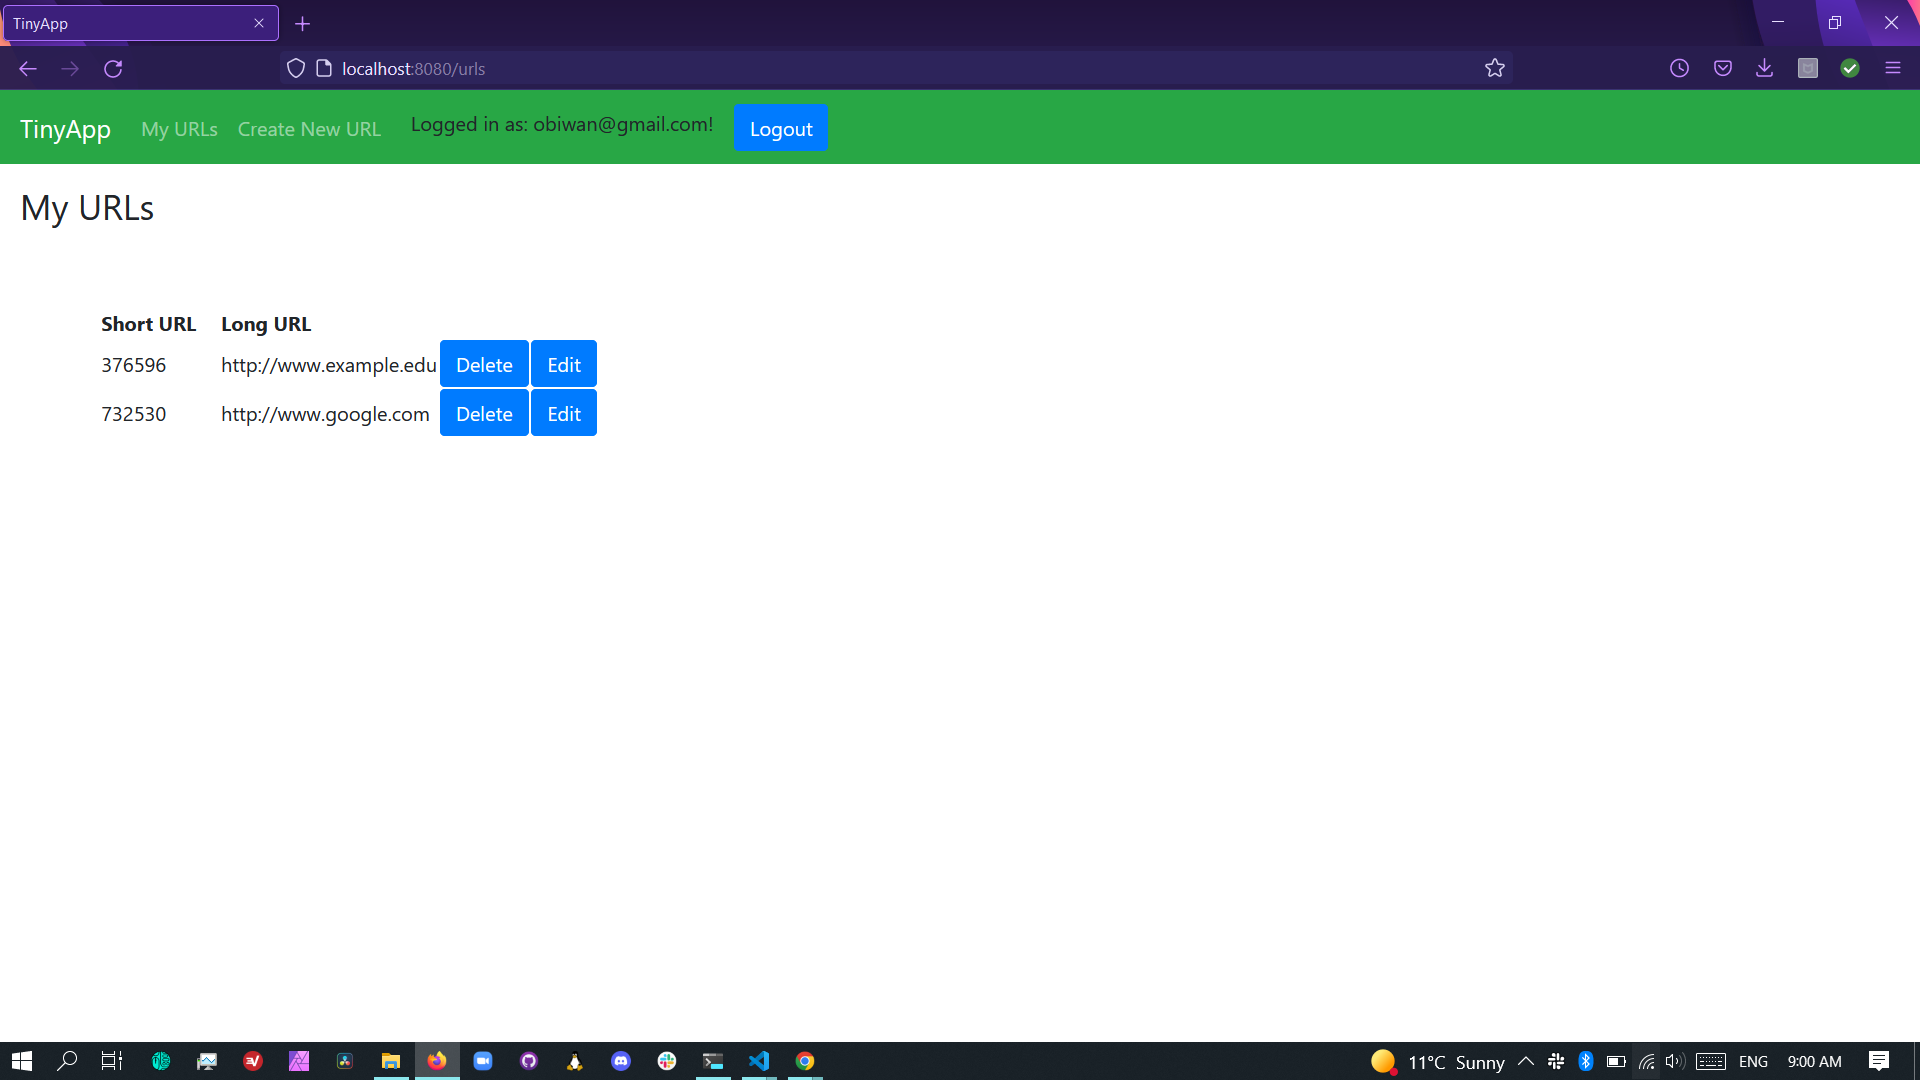 TinyApp
localhost:8080/urls
TinyApp My URLs Create New URL Logged in as: obiwan@gmail.com! Logout
My URLs
Short URL Long URL
376596 http://www.example.edu Delete Edit
732530 http://www.google.com Delete Edit
11°C Sunny ENG 9:00 AM